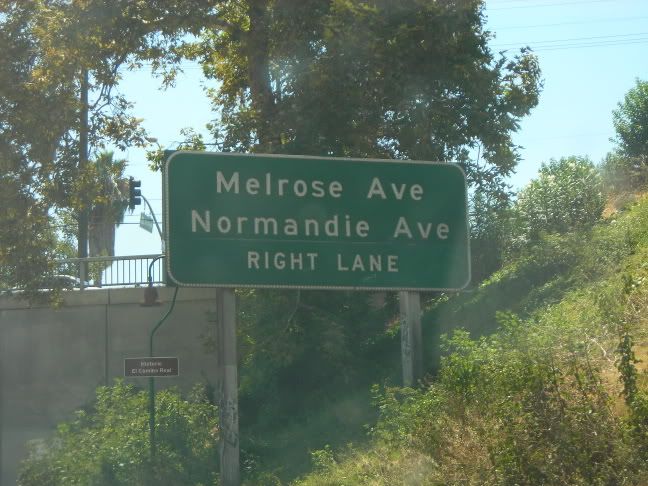 Melrose Ave
Normandie Ave
RIGHT LANE
Historic
El Camino Real